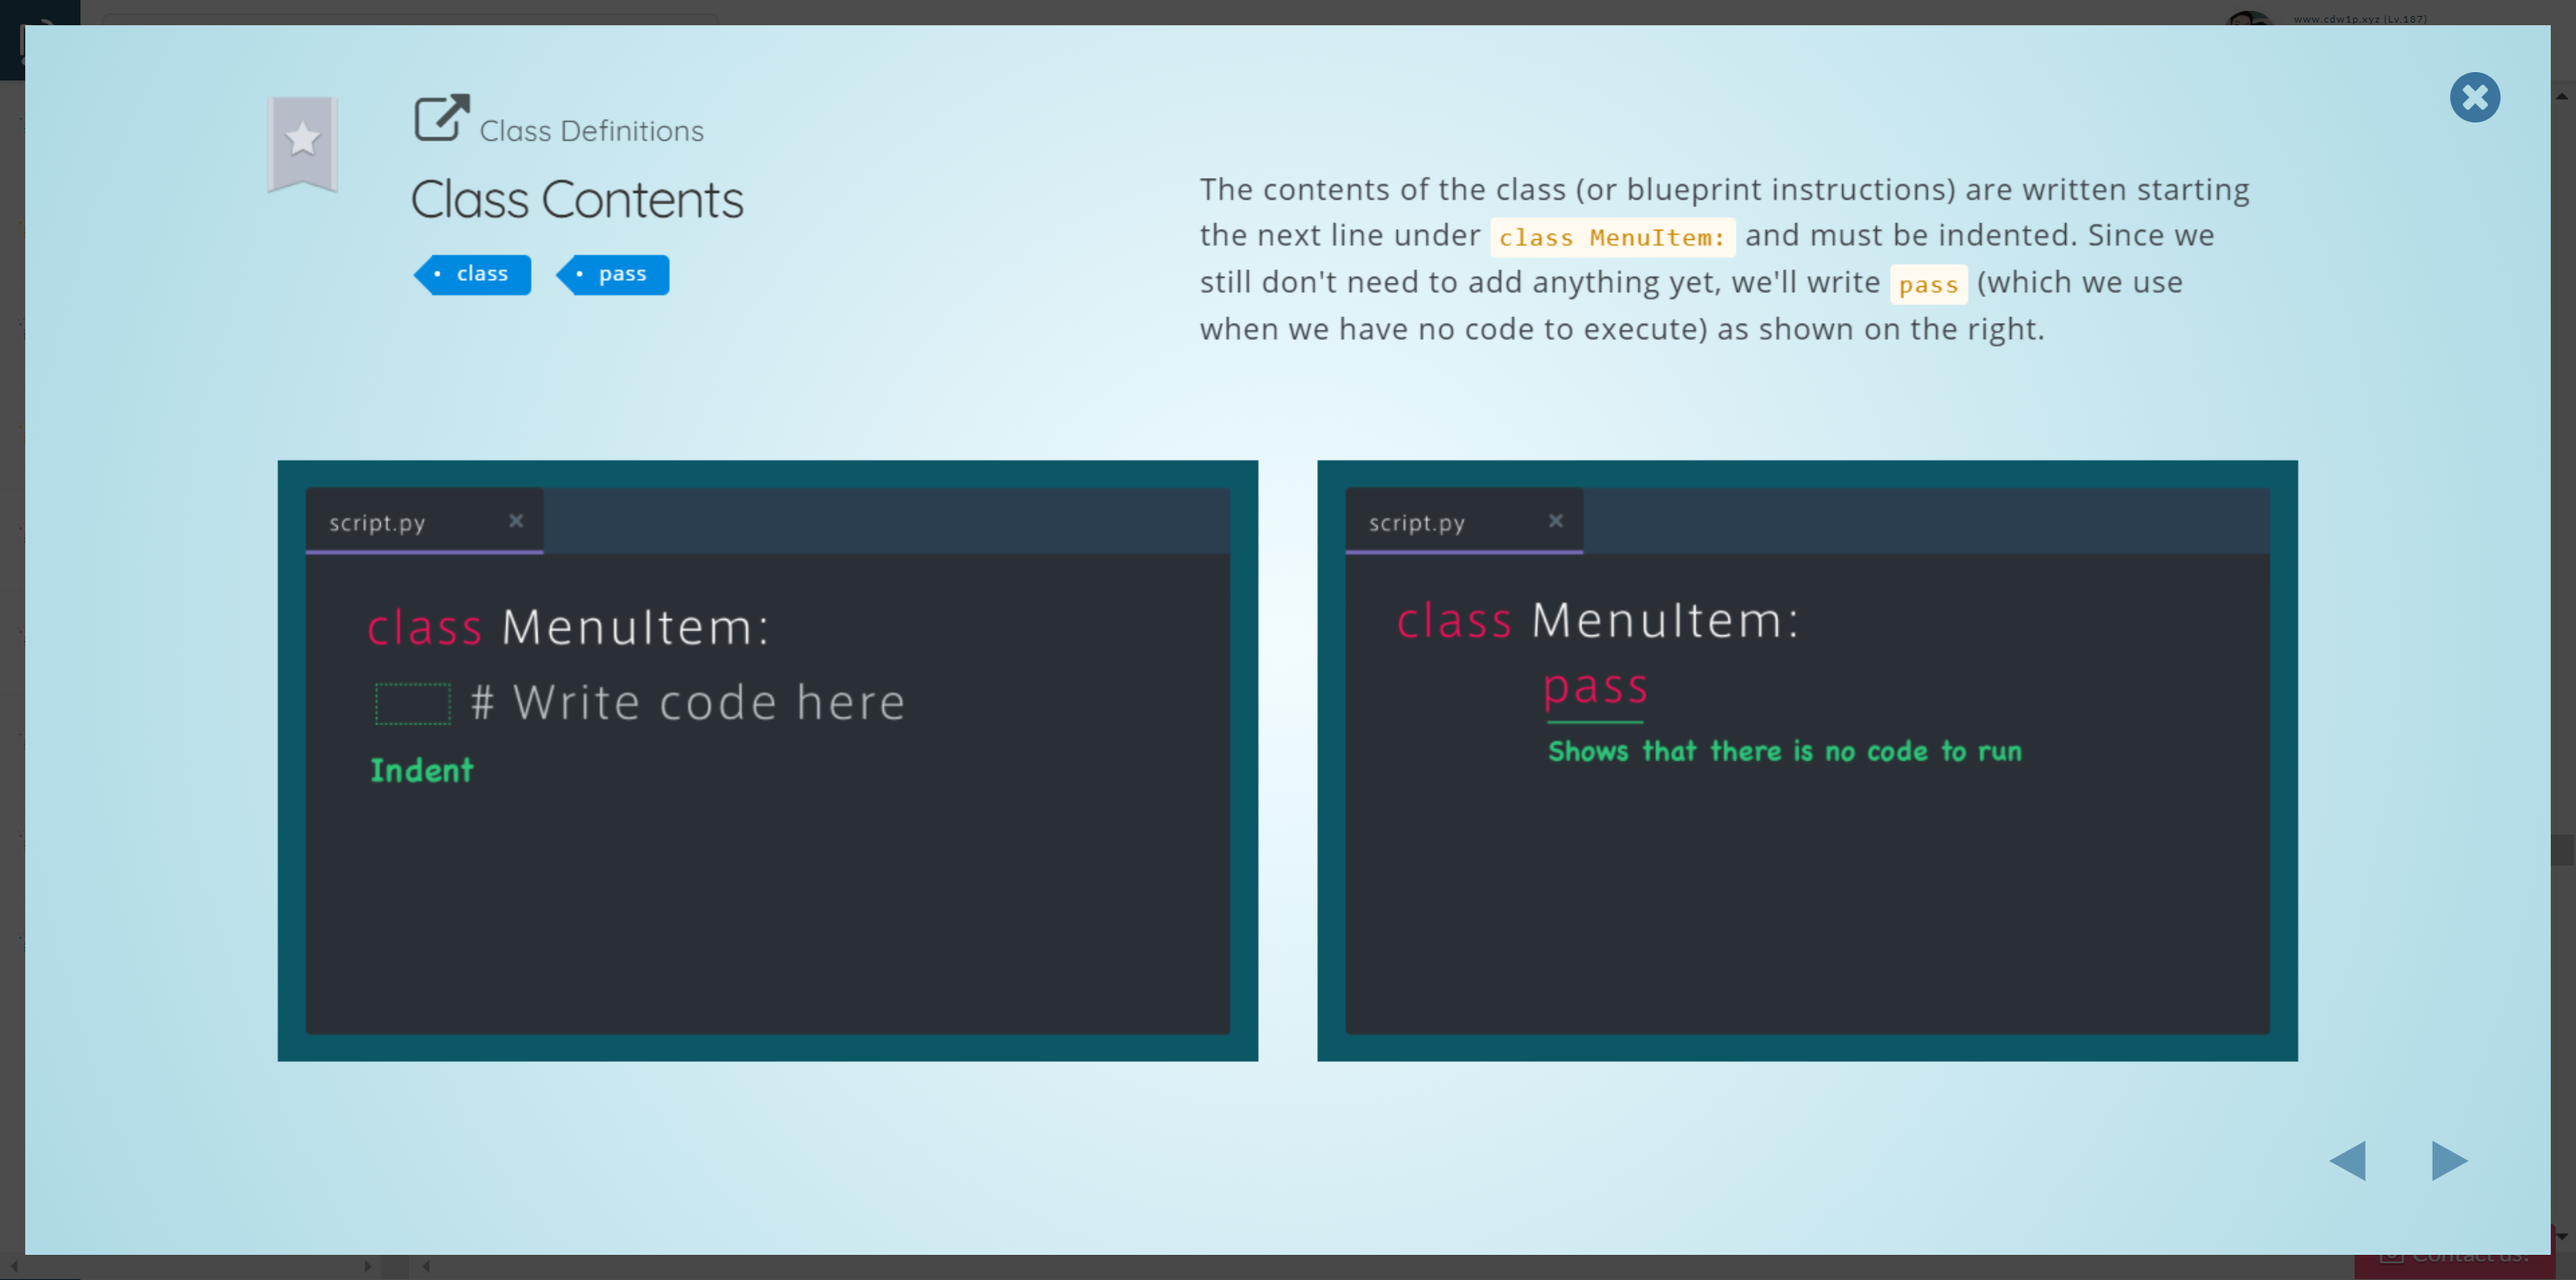 www.cdw1p.xyz (Lv.187)
Class Definitions
Class Contents
class pass
The contents of the class (or blueprint instructions) are written starting
the next line under class MenuItem: and must be indented. Since we
still don't need to add anything yet, we'll write pass (which we use
when we have no code to execute) as shown on the right.
script.py
class MenuItem:
# Write code here
Indent
script.py
class MenuItem:
pass
Shows that there is no code to run
Contact us!